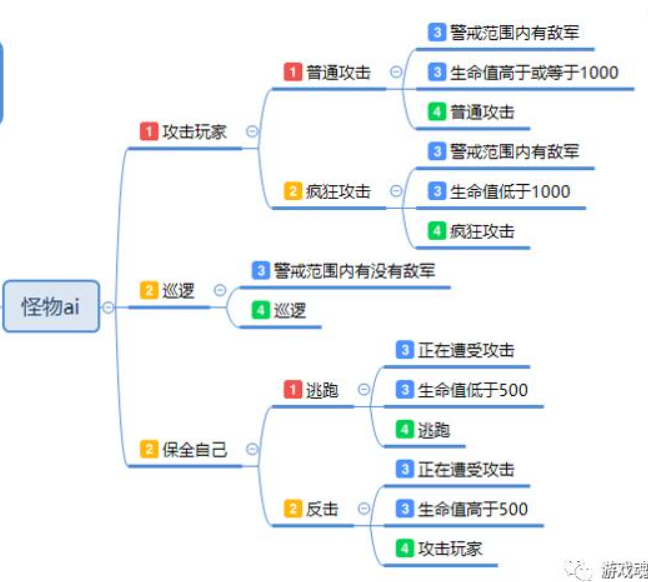 怪物ai
1 攻击玩家
1 普通攻击
3 警戒范围内有敌军
3 生命值高于或等于1000
4 普通攻击
2 疯狂攻击
3 警戒范围内有敌军
3 生命值低于1000
4 疯狂攻击
2 巡逻
3 警戒范围内有没有敌军
4 巡逻
2 保全自己
1 逃跑
3 正在遭受攻击
3 生命值低于500
4 逃跑
2 反击
3 正在遭受攻击
3 生命值高于500
4 攻击玩家
游戏魂